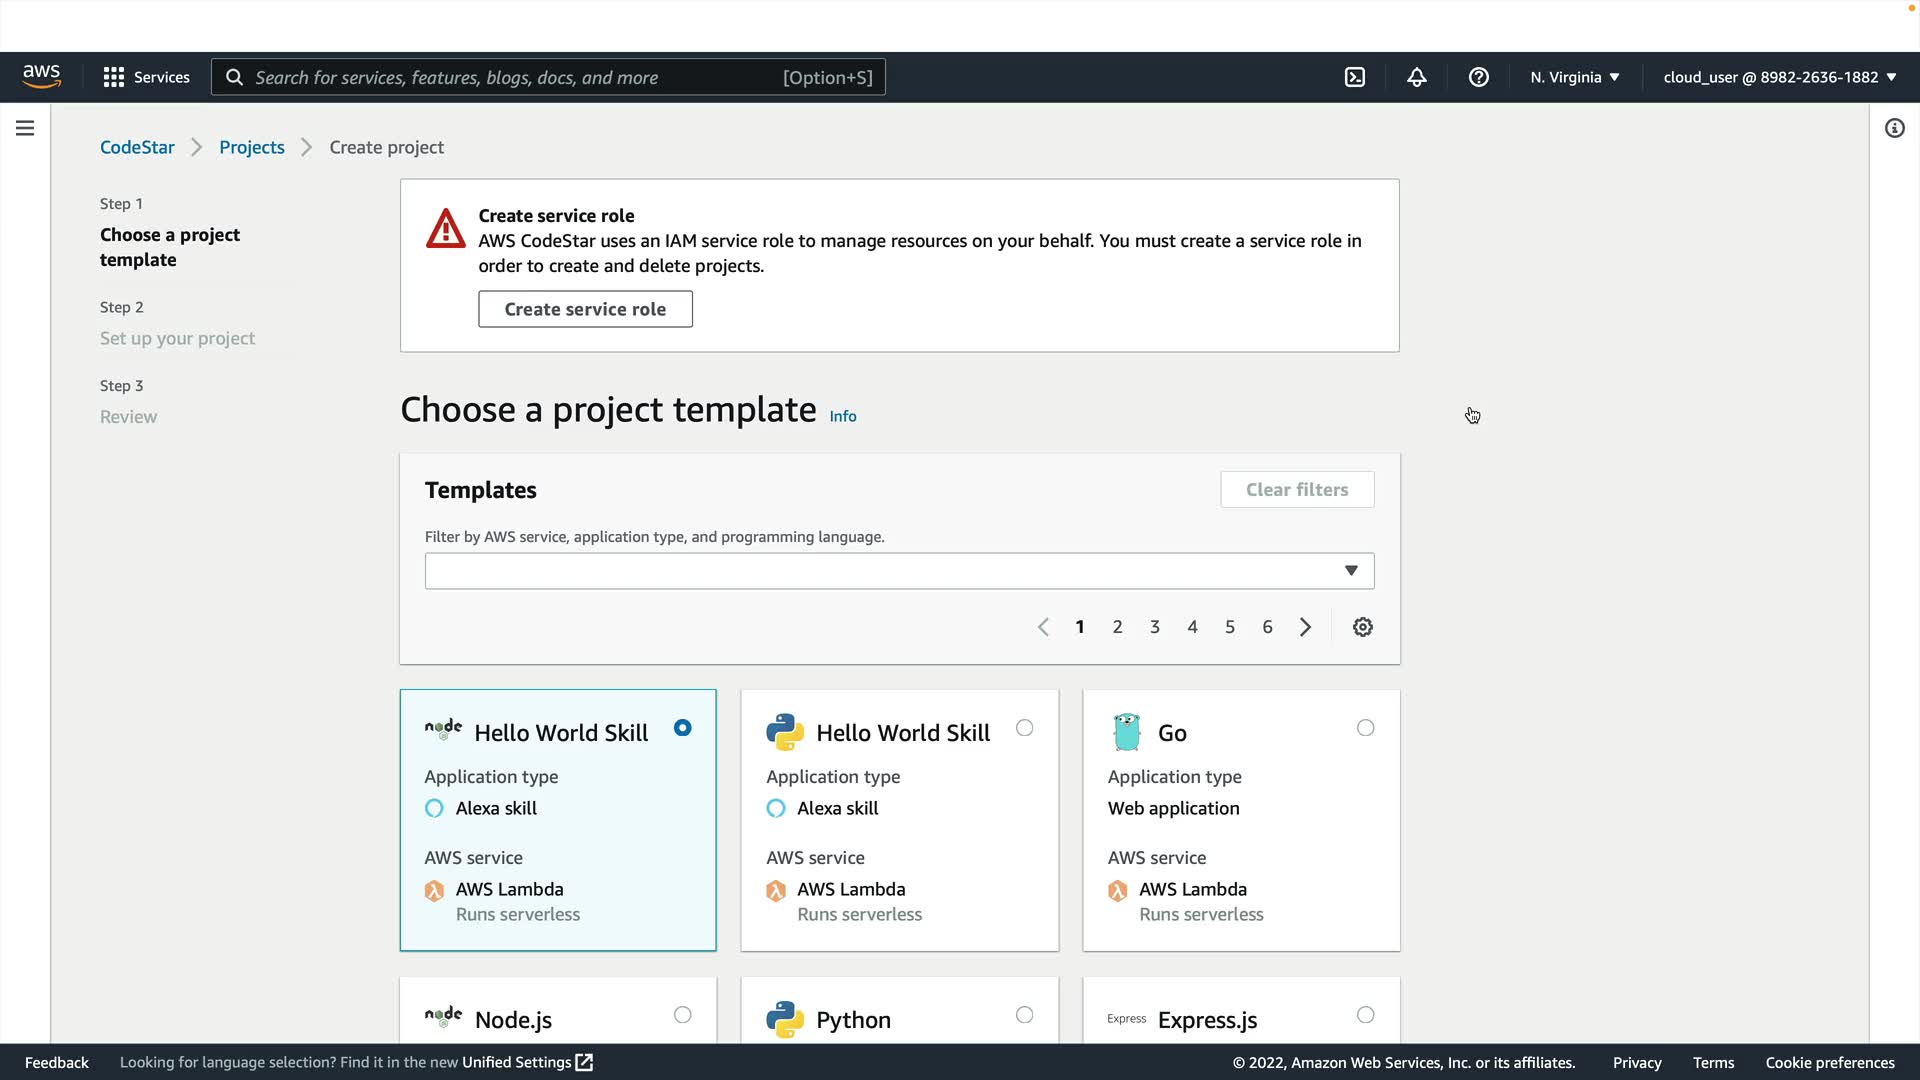 aws
Services
Search for services, features, blogs, docs, and more [Option+S]
N. Virginia
cloud_user @ 8982-2636-1882
CodeStar
Projects
Create project
Step 1
Choose a project
template
Step 2
Set up your project
Step 3
Review
Create service role
AWS CodeStar uses an IAM service role to manage resources on your behalf. You must create a service role in
order to create and delete projects.
Create service role
Choose a project template Info
Templates
Clear filters
Filter by AWS service, application type, and programming language.
1 2 3 4 5 6
node Hello World Skill
Application type
Alexa skill
AWS service
AWS Lambda
Runs serverless
Hello World Skill
Application type
Alexa skill
AWS service
AWS Lambda
Runs serverless
Go
Application type
Web application
AWS service
AWS Lambda
Runs serverless
node Node.js
Python
Express Express.js
Feedback
Looking for language selection? Find it in the new Unified Settings
© 2022, Amazon Web Services, Inc. or its affiliates.
Privacy
Terms
Cookie preferences